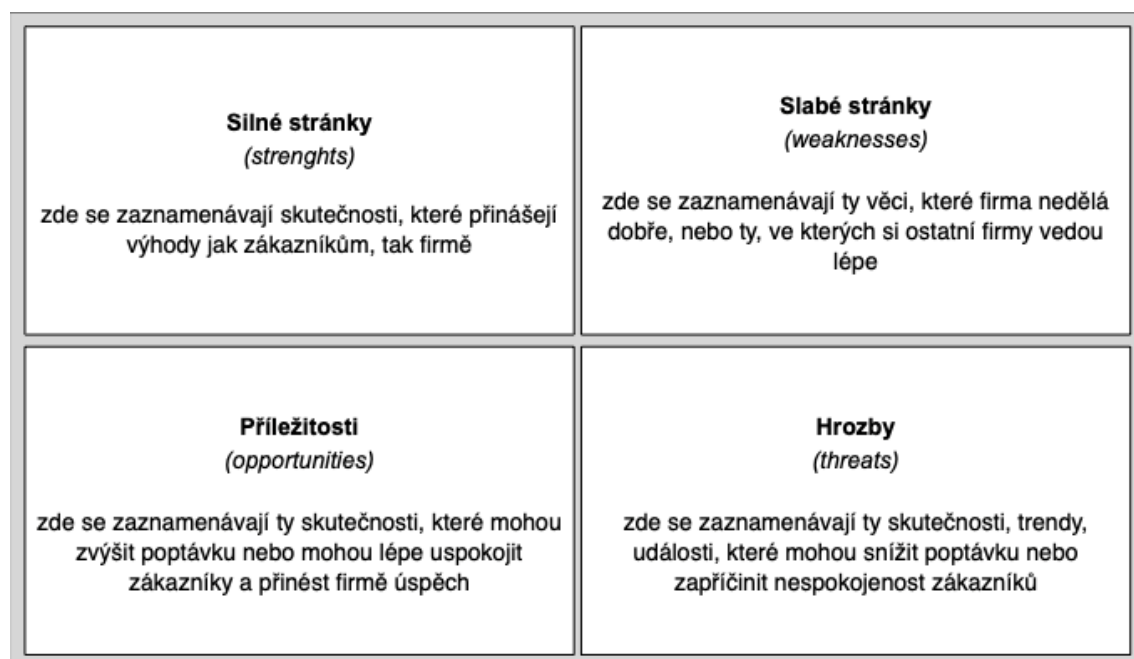 Silné stránky
(strenghts)
zde se zaznamenávají skutečnosti, které přinášejí
výhody jak zákazníkům, tak firmě
Slabé stránky
(weaknesses)
zde se zaznamenávají ty věci, které firma nedělá
dobře, nebo ty, ve kterých si ostatní firmy vedou
lépe
Příležitosti
(opportunities)
zde se zaznamenávají ty skutečnosti, které mohou
zvýšit poptávku nebo mohou lépe uspokojit
zákazníky a přinést firmě úspěch
Hrozby
(threats)
zde se zaznamenávají ty skutečnosti, trendy,
události, které mohou snížit poptávku nebo
zapříčinit nespokojenost zákazníků